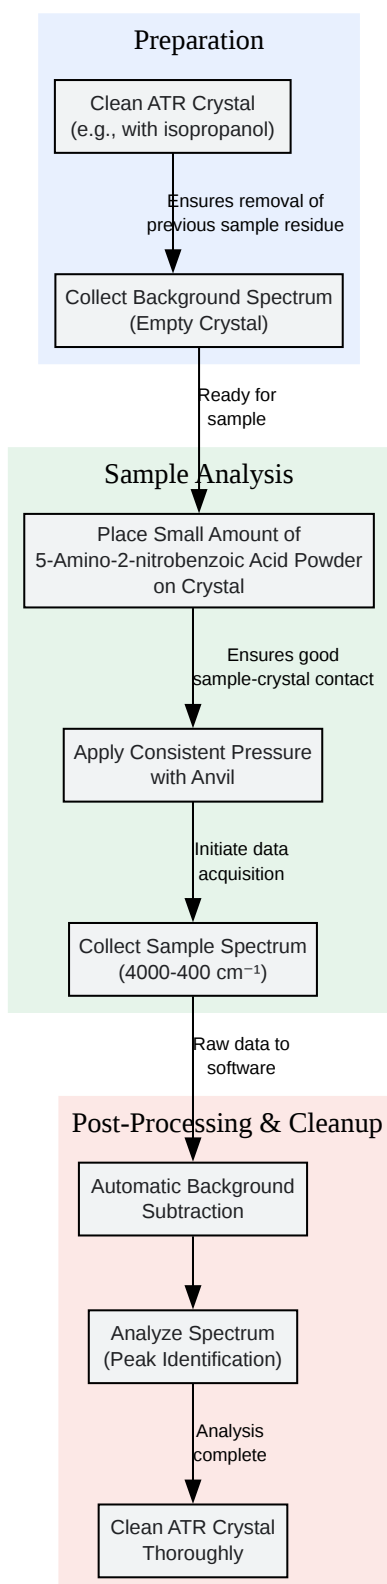 Preparation
Clean ATR Crystal
(e.g., with isopropanol)
Ensures removal of
previous sample residue
Collect Background Spectrum
(Empty Crystal)
Ready for
sample
Sample Analysis
Place Small Amount of
5-Amino-2-nitrobenzoic Acid Powder
on Crystal
Ensures good
sample-crystal contact
Apply Consistent Pressure
with Anvil
Initiate data
acquisition
Collect Sample Spectrum
(4000-400 cm⁻¹)
Raw data to
software
Post-Processing & Cleanup
Automatic Background
Subtraction
Analyze Spectrum
(Peak Identification)
Analysis
complete
Clean ATR Crystal
Thoroughly